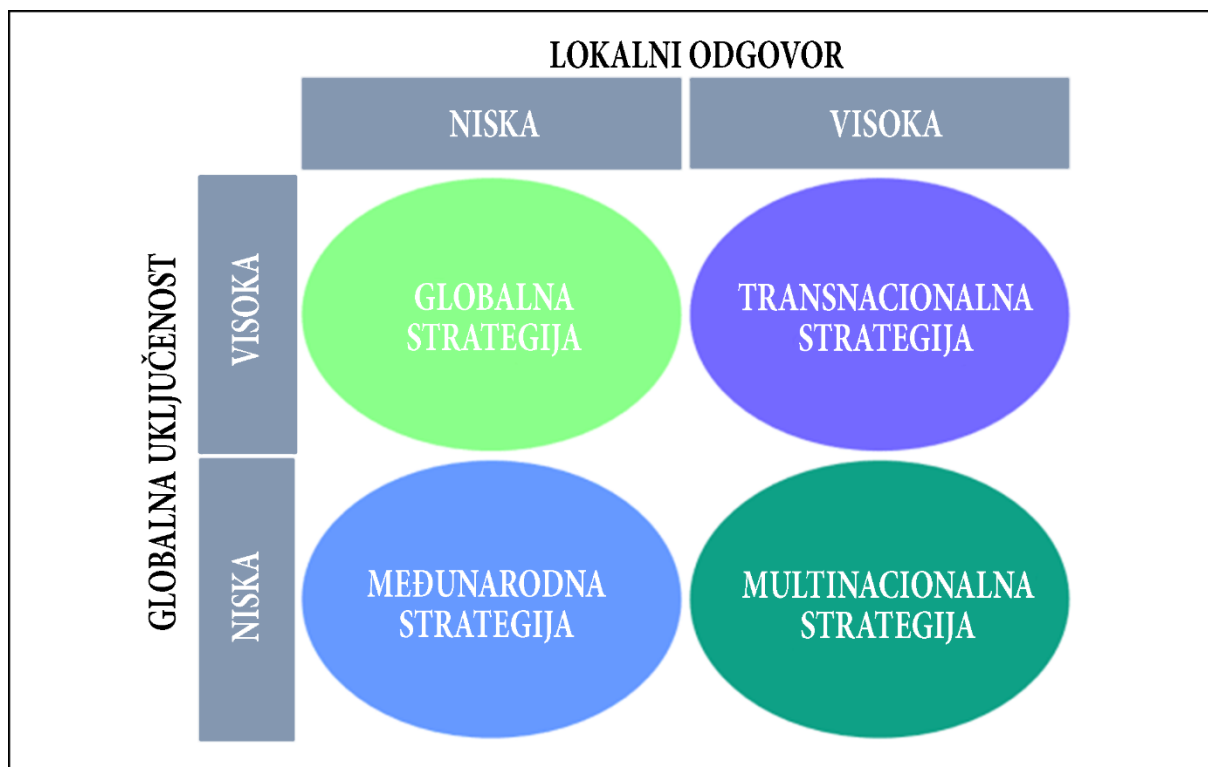 LOKALNI ODGOVOR
NISKA
VISOKA
GLOBALNA UKLJUČENOST
VISOKA
GLOBALNA
STRATEGIJA
TRANSNACIONALNA
STRATEGIJA
NISKA
MEĐUNARODNA
STRATEGIJA
MULTINACIONALNA
STRATEGIJA